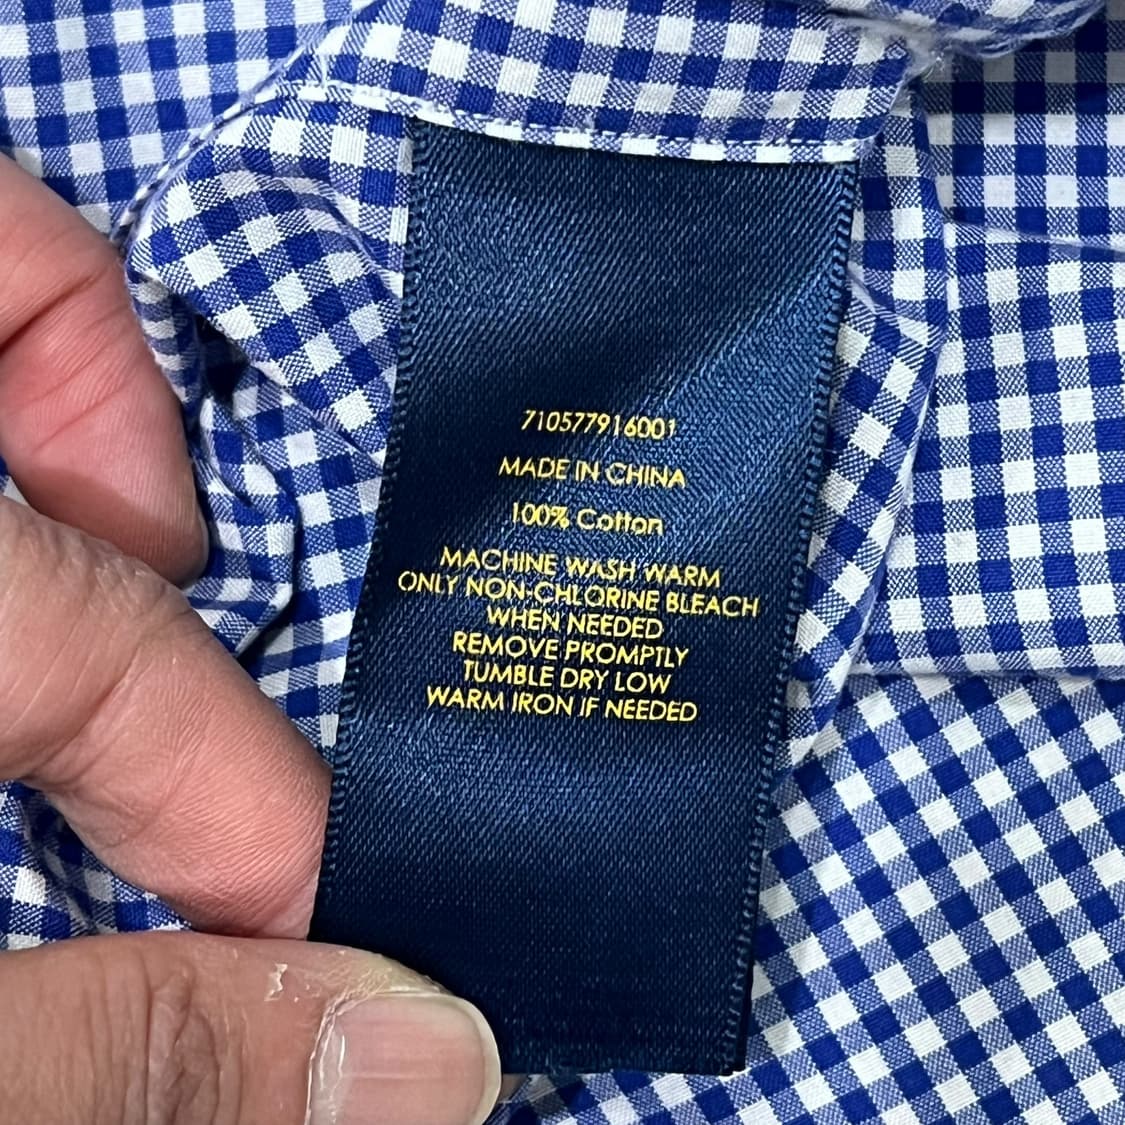 710577916001
MADE IN CHINA
100% Cotton
MACHINE WASH WARM
ONLY NON-CHLORINE BLEACH
WHEN NEEDED
REMOVE PROMPTLY
TUMBLE DRY LOW
WARM IRON IF NEEDED